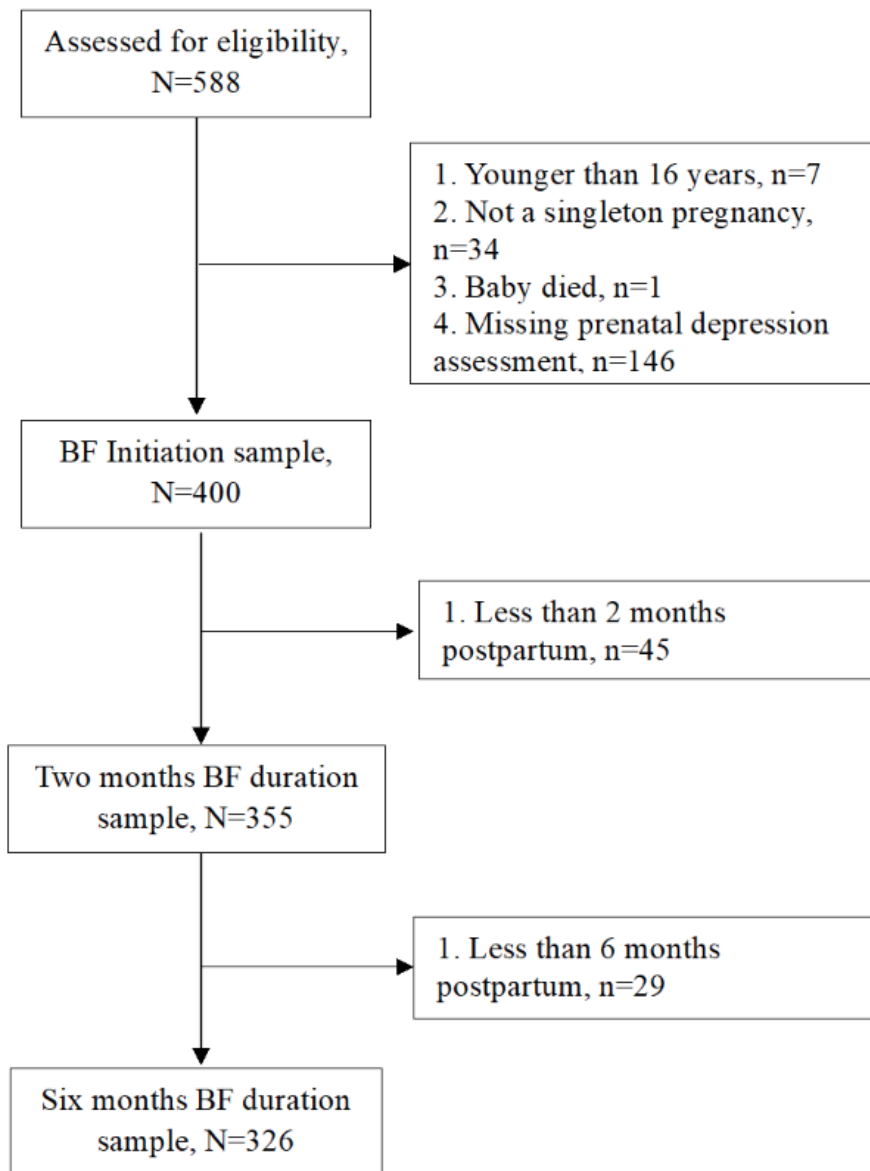 Assessed for eligibility,
N=588
1. Younger than 16 years, n=7
2. Not a singleton pregnancy,
n=34
3. Baby died, n=1
4. Missing prenatal depression
assessment, n=146
BF Initiation sample,
N=400
1. Less than 2 months
postpartum, n=45
Two months BF duration
sample, N=355
1. Less than 6 months
postpartum, n=29
Six months BF duration
sample, N=326